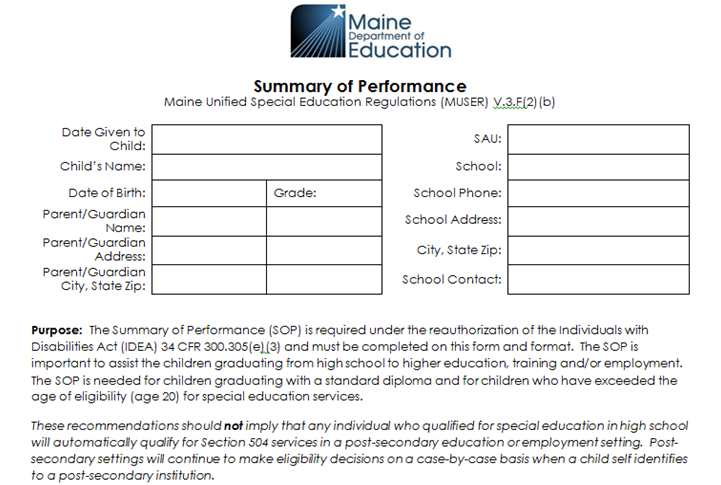 Maine
Department of
Education
Summary of Performance
Maine Unified Special Education Regulations (MUSER) V.3.F(2)(b)
Date Given to
Child:
Child's Name:
Date of Birth:
Grade:
Parent/Guardian
Name:
Parent/Guardian
Address:
Parent/Guardian
City, State Zip:
SAU:
School:
School Phone:
School Address:
City, State Zip:
School Contact:
Purpose: The Summary of Performance (SOP) is required under the reauthorization of the Individuals with
Disabilities Act (IDEA) 34 CFR 300.305(e)(3) and must be completed on this form and format. The SOP is
important to assist the children graduating from high school to higher education, training and/or employment.
The SOP is needed for children graduating with a standard diploma and for children who have exceeded the
age of eligibility (age 20) for special education services.
These recommendations should not imply that any individual who qualified for special education in high school
will automatically qualify for Section 504 services in a post-secondary education or employment setting. Post-
secondary settings will continue to make eligibility decisions on a case-by-case basis when a child self identifies
to a post-secondary institution.